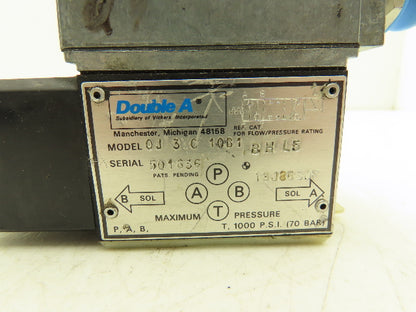 Double A
Subsidiary of Vickers, Incorporated
Manchester, Michigan 48158
REF. CAT.
FOR FLOW/PRESSURE RATING
MODEL
SERIAL 501636
PATS. PENDING
P
B SOL
A
B
SOL A
T
MAXIMUM PRESSURE
P, A, B, T, 1000 P.S.I. (70 BAR)